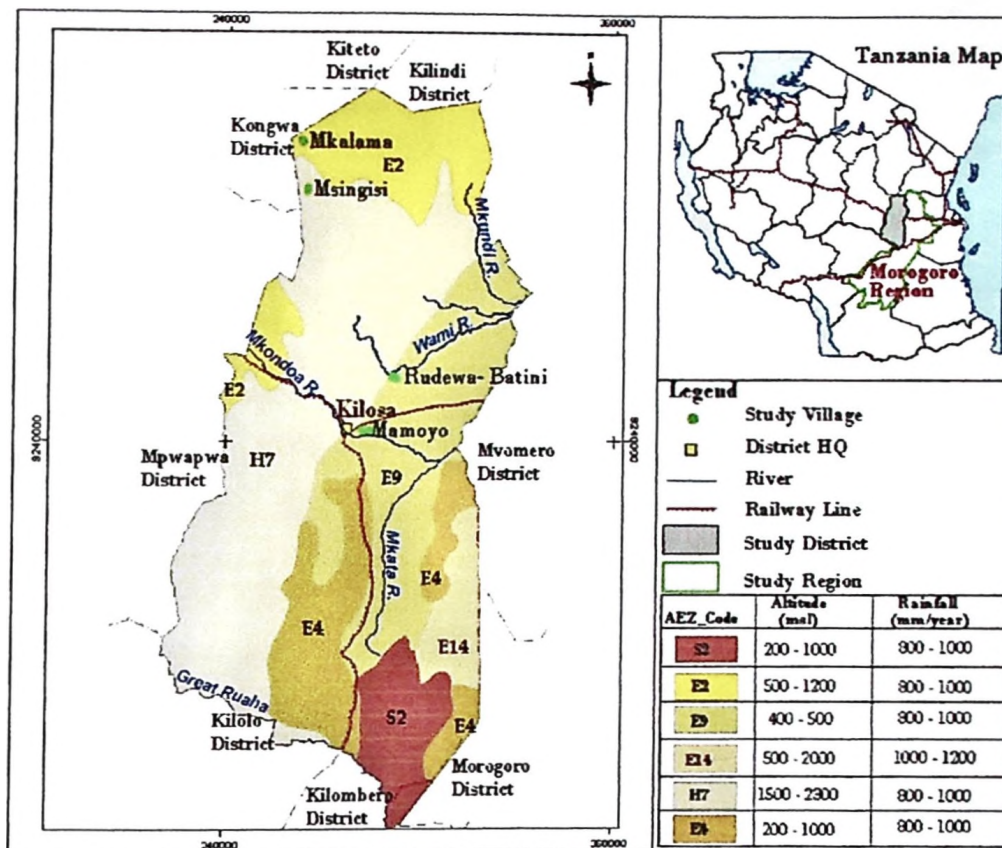 240000
360000
Kiteto
District
Kilindi
District
Kongwa
District
Mkalama
E2
Msingisi
Mkundi R.
Wami R.
Mkondoa R.
E2
Rudewa- Batini
Kilosa
Mamoyo
8240000
8240000
Mpwapwa
District
H7
E9
Mvomero
District
Mkata R.
E4
E4
E14
Great Ruaha
Kilolo
District
S2
E4
Morogoro
District
Kilombero
District
240000
Tanzania Map
Morogoro
Region
Legend
Study Village
District HQ
River
Railway Line
Study District
Study Region
AEZ_Code Altitude (msl) Rainfall (mm/year)
S2 200 - 1000 800 - 1000
E2 500 - 1200 800 - 1000
E9 400 - 500 800 - 1000
E14 500 - 2000 1000 - 1200
H7 1500 - 2300 800 - 1000
E4 200 - 1000 800 - 1000